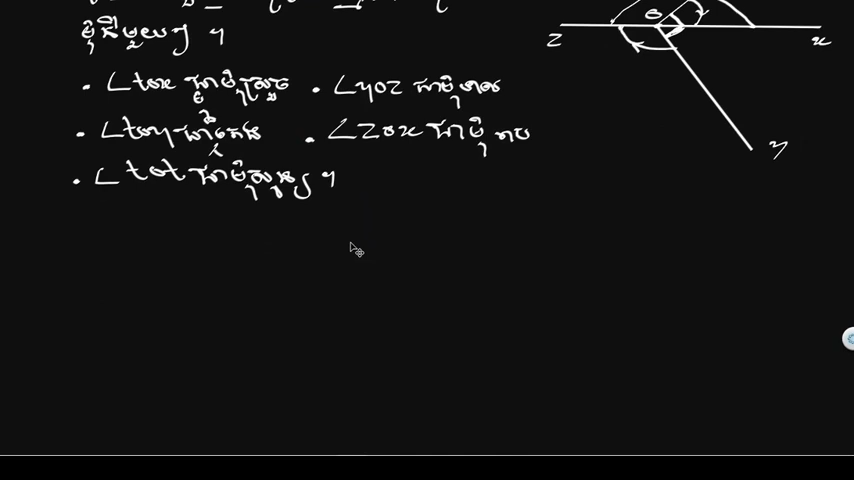 មុំនីមួយៗ ។
• ∠tox ជាមុំស្រួច • ∠yoz ជាមុំទាល
• ∠toy ជាមុំកែង • ∠zox ជាមុំរាប
• ∠tot ជាមុំសូន្យ ។
z o x
y